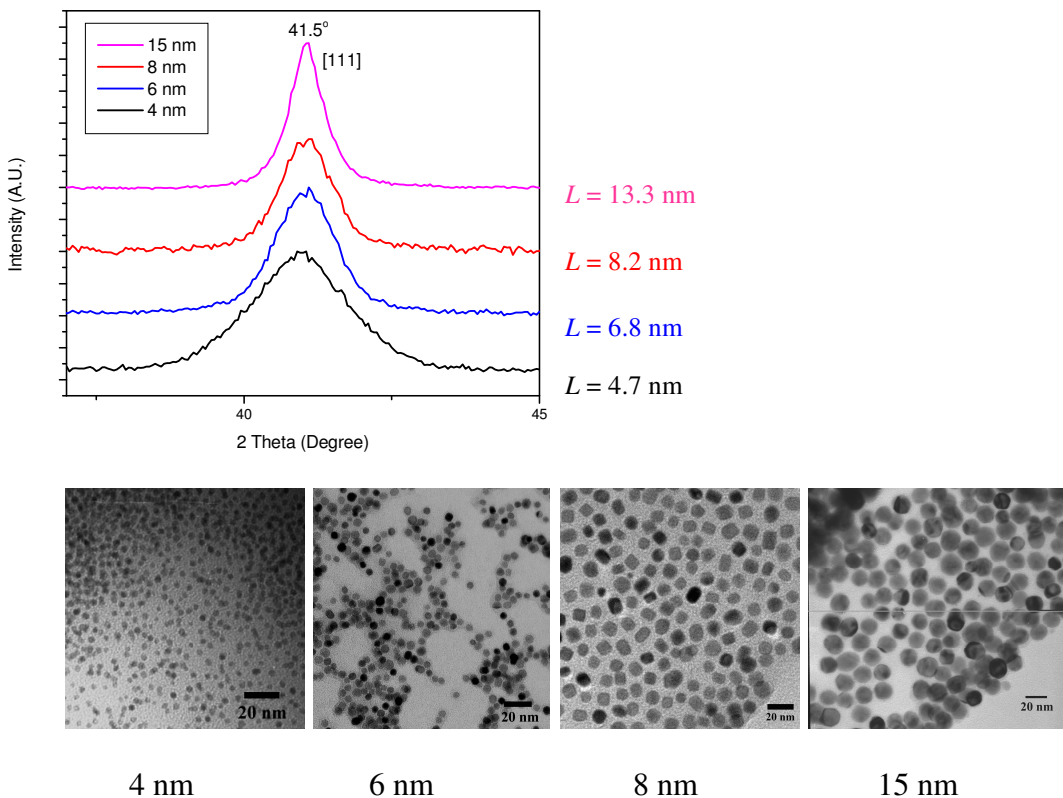 41.5°
[111]
15 nm
8 nm
6 nm
4 nm
Intensity (A.U.)
40
45
2 Theta (Degree)
L = 13.3 nm
L = 8.2 nm
L = 6.8 nm
L = 4.7 nm
20 nm
20 nm
20 nm
20 nm
4 nm
6 nm
8 nm
15 nm